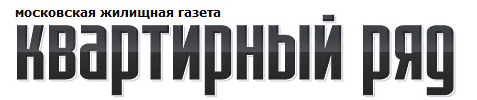 московская жилищная газета
квартирный ряд